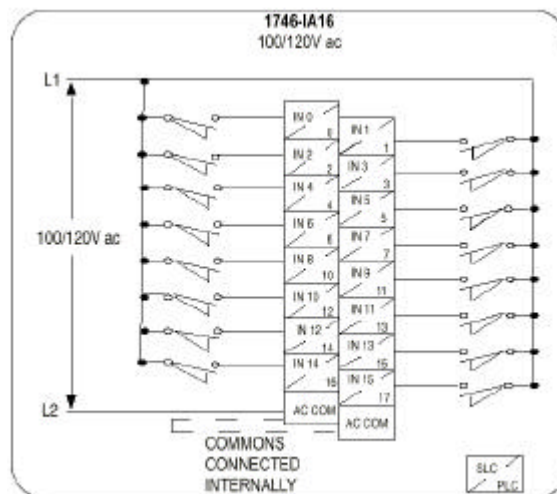 1746-IA16
100/120V ac
L1
IN 0
0
IN 1
1
IN 2
2
IN 3
3
IN 4
4
IN 5
5
IN 6
6
IN 7
7
100/120V ac
IN 8
10
IN 9
11
IN 10
12
IN 11
13
IN 12
14
IN 13
15
IN 14
16
IN 15
17
L2
AC COM
AC COM
COMMONS
CONNECTED
INTERNALLY
SLC
PLC